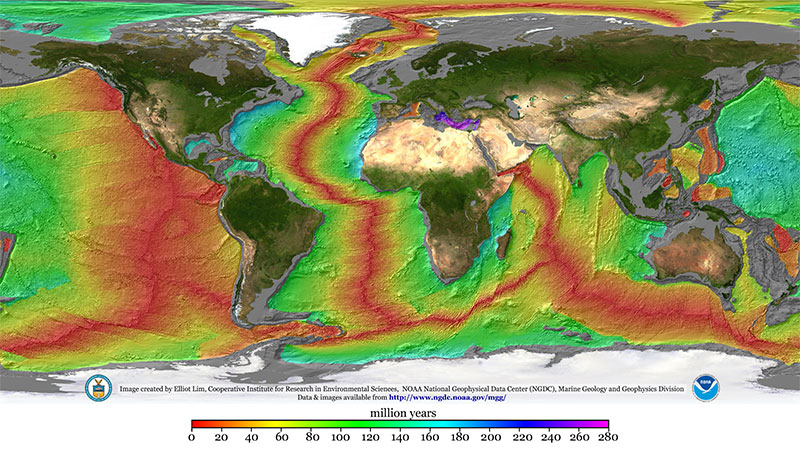 Image created by Elliot Lim, Cooperative Institute for Research in Environmental Sciences, NOAA National Geophysical Data Center (NGDC), Marine Geology and Geophysics Division
Data & images available from http://www.ngdc.noaa.gov/mgg/
noaa
million years
0 20 40 60 80 100 120 140 160 180 200 220 240 260 280